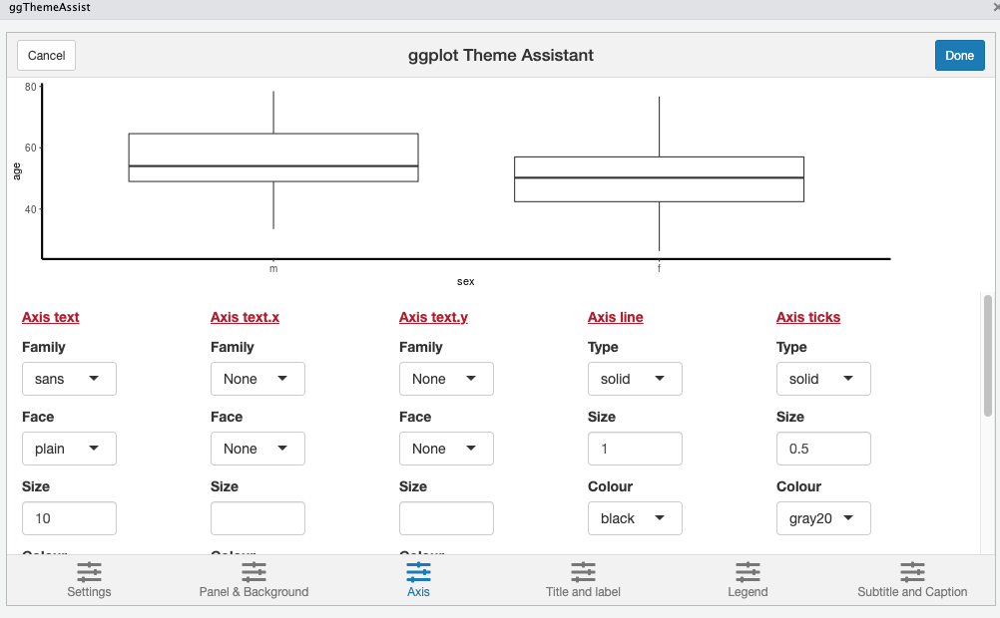 ggThemeAssist
Cancel
ggplot Theme Assistant
Done
80
60
40
age
m
f
sex
Axis text
Axis text.x
Axis text.y
Axis line
Axis ticks
Family
Family
Family
Type
Type
sans
None
None
solid
solid
Face
Face
Face
Size
Size
plain
None
None
1
0.5
Size
Size
Size
Colour
Colour
10
black
gray20
Colour
Colour
Colour
Settings
Panel & Background
Axis
Title and label
Legend
Subtitle and Caption